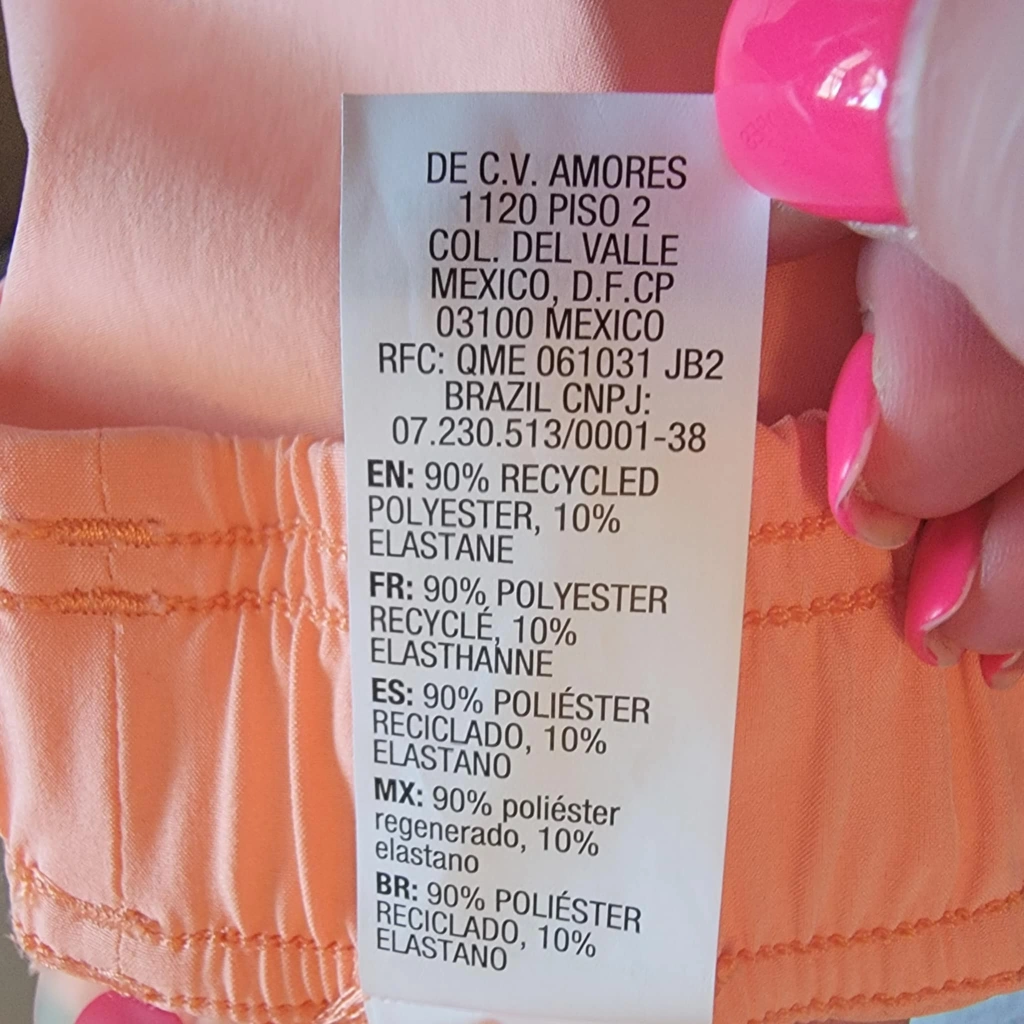 DE C.V. AMORES
1120 PISO 2
COL. DEL VALLE
MEXICO, D.F.CP
03100 MEXICO
RFC: QME 061031 JB2
BRAZIL CNPJ:
07.230.513/0001-38
EN: 90% RECYCLED
POLYESTER, 10%
ELASTANE
FR: 90% POLYESTER
RECYCLÉ, 10%
ELASTHANNE
ES: 90% POLIÉSTER
RECICLADO, 10%
ELASTANO
MX: 90% poliéster
regenerado, 10%
elastano
BR: 90% POLIÉSTER
RECICLADO, 10%
ELASTANO